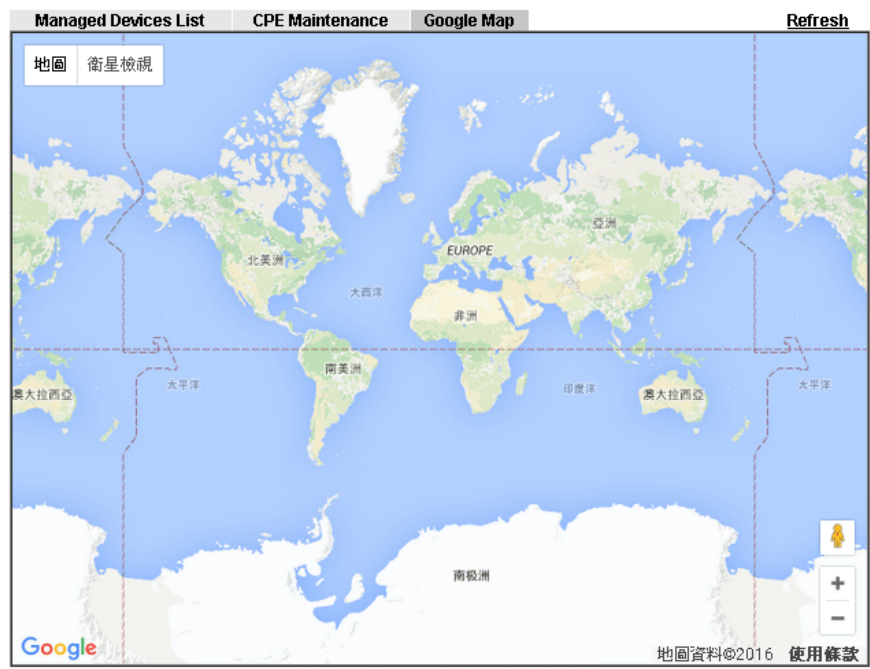 Managed Devices List CPE Maintenance Google Map Refresh
地圖 衛星檢視
亞洲
北美洲 EUROPE
大西洋
非洲
南美洲
澳大拉西亞 太平洋 印度洋 澳大拉西亞 太平洋
南极洲
Google 地圖資料©2016 使用條款